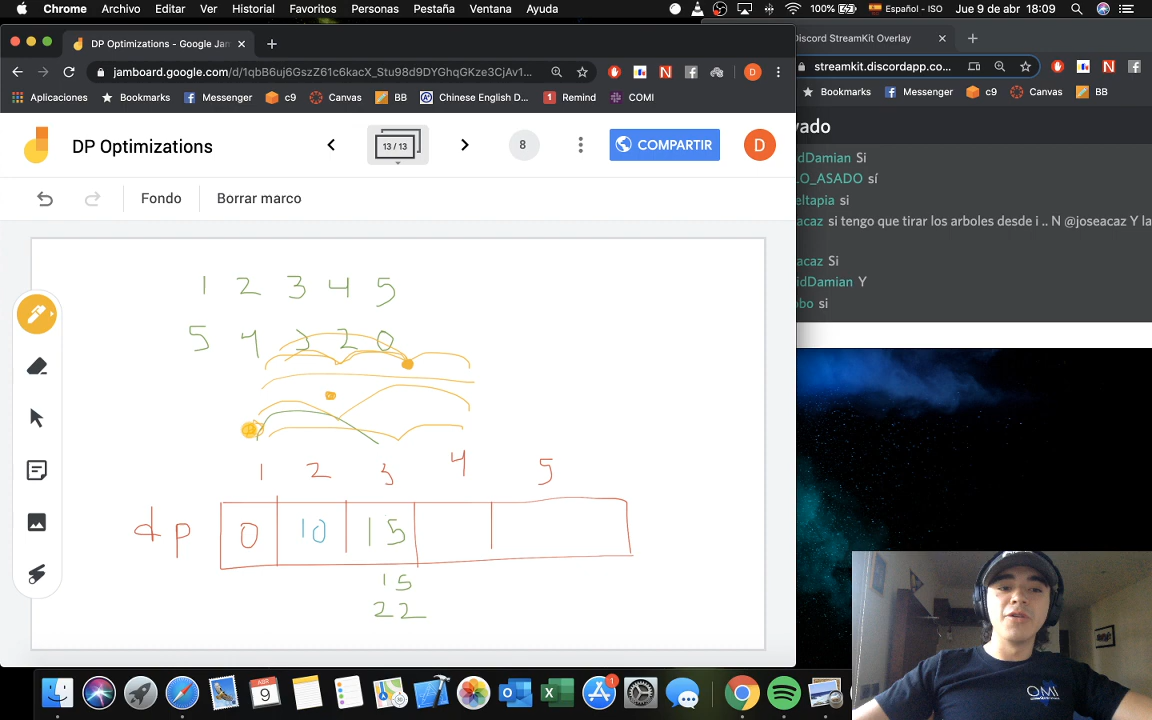 Chrome Archivo Editar Ver Historial Favoritos Personas Pestaña Ventana Ayuda 100% Español - ISO Jue 9 de abr 18:09
DP Optimizations - Google Jam
Discord StreamKit Overlay
jamboard.google.com/d/1qbB6uj6GszZ61c6kacX_Stu98d9DYGhqGKze3CjAv1...
D
streamkit.discordapp.co...
Aplicaciones Bookmarks Messenger c9 Canvas BB Chinese English D... Remind COMI
Bookmarks Messenger c9 Canvas BB
DP Optimizations
13 / 13
8
COMPARTIR
D
Fondo
Borrar marco
vado
idDamian Si
LO_ASADO sí
eltapia si
acaz si tengo que tirar los arboles desde i .. N @joseacaz Y la
acaz Si
idDamian Y
obo si
1 2 3 4 5
5 4 3 2 0
1 2 3 4 5
dp 0 10 15
15
22
ABR
9
1
OMI